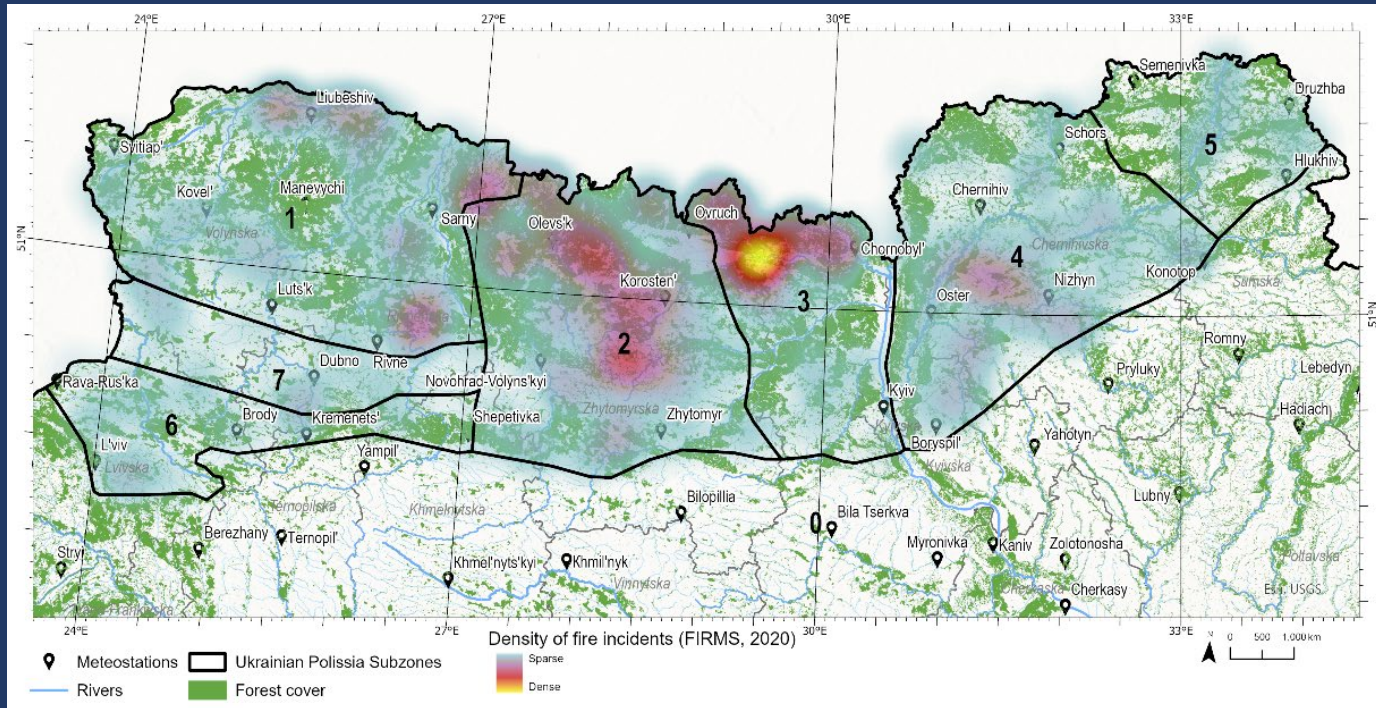 24°E 27°E 30°E 33°E
Semenivka
Druzhba
Liubeshiv
Schors
5
Svitiap'
Hlukhiv
Kovel' Manevychi
Chernihiv
1
Sarny
Olevs'k
Ovruch
Volynska
51°N
Chornobyl'
4
Chernihivska
Korosten'
Konotop
Luts'k
3
Oster
Nizhyn
Sumska
51°N
2
Rivne
Dubno
Romny
7
Novohrad-Volyns'kyi
Rava-Rus'ka
Pryluky
Lebedyn
6
Brody
Kremenets'
Shepetivka
Zhytomyrska
Zhytomyr
Kyiv
Hadiach
L'viv
Lvivska
Yampil'
Boryspil'
Yahotyn
Kyivska
Ternopilska
Khmelnytska
Bilopillia
Lubny
0
Bila Tserkva
Berezhany
Ternopil'
Stryi
Khmel'nyts'kyi
Khmil'nyk
Myronivka
Kaniv
Zolotonosha
Vinnytska
Poltavska
Cherkasy
Esri, USGS
24°E 27°E 30°E 33°E
Density of fire incidents (FIRMS, 2020)
N
0 500 1.000 km
Meteostations Ukrainian Polissia Subzones
Sparse
Dense
Rivers Forest cover